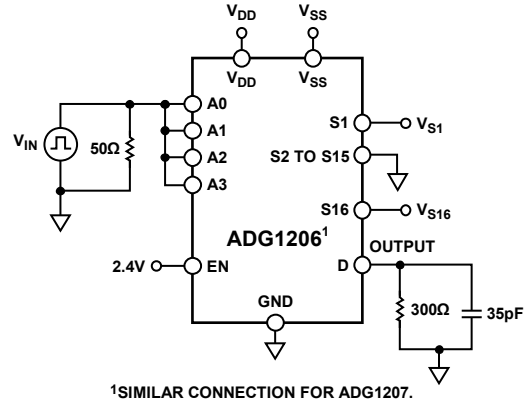 VDD VSS
VDD VSS
A0
A1
A2
A3
VIN
50Ω
S1 VS1
S2 TO S15
S16 VS16
ADG1206¹
OUTPUT
2.4V EN
D
GND
300Ω 35pF
¹SIMILAR CONNECTION FOR ADG1207.